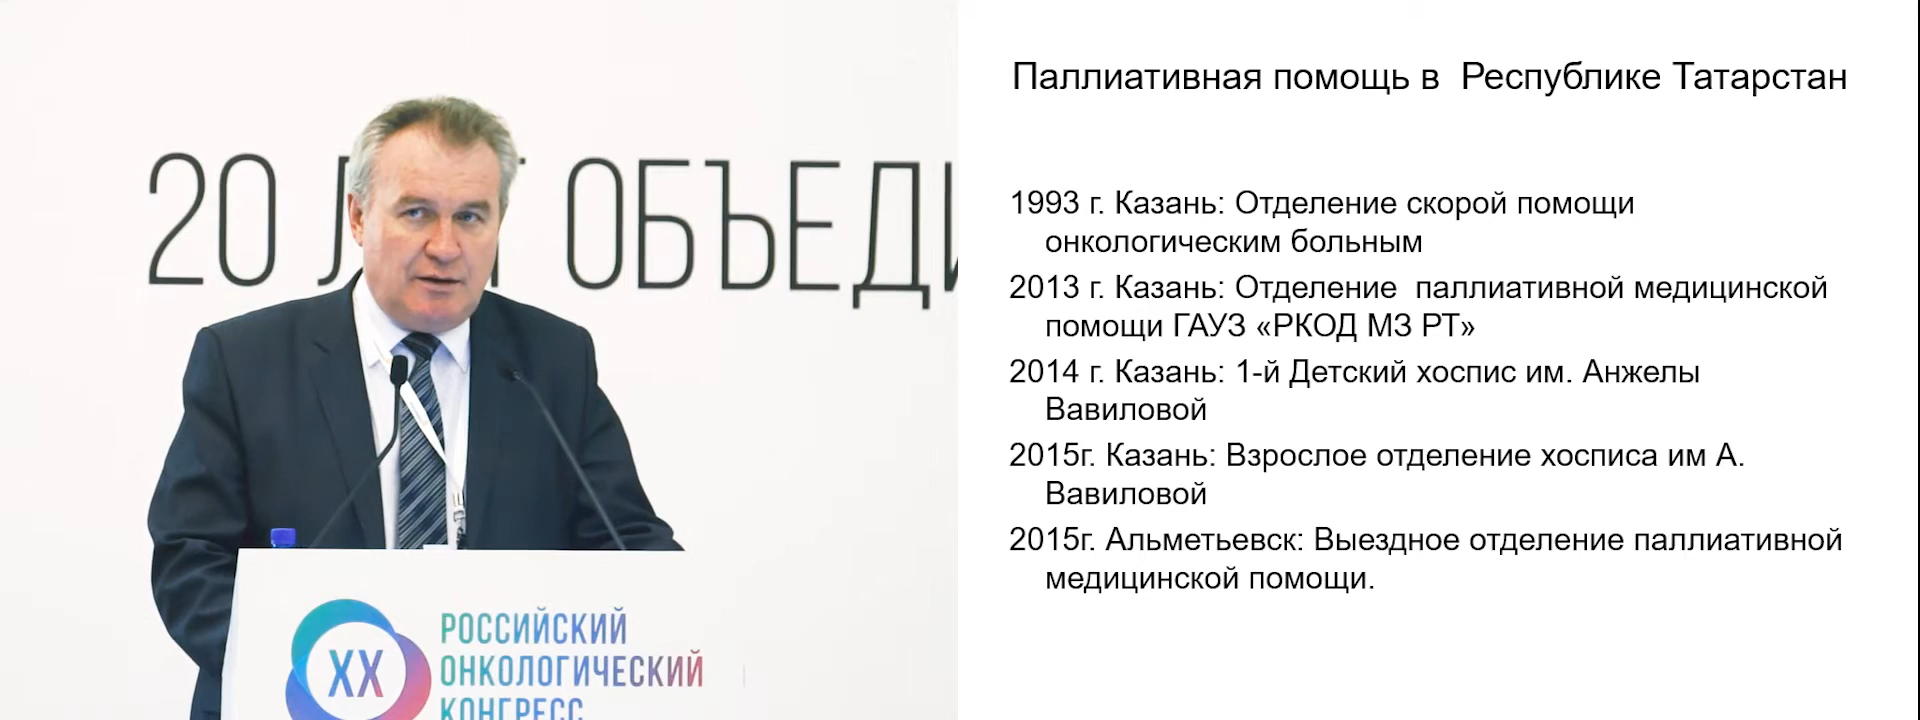 20 ОБЪЕДИ
РОССИЙСКИЙ
ОНКОЛОГИЧЕСКИЙ
КОНГРЕСС
XX
Паллиативная помощь в Республике Татарстан
1993 г. Казань: Отделение скорой помощи
онкологическим больным
2013 г. Казань: Отделение паллиативной медицинской
помощи ГАУЗ «РКОД МЗ РТ»
2014 г. Казань: 1-й Детский хоспис им. Анжелы
Вавиловой
2015г. Казань: Взрослое отделение хосписа им А.
Вавиловой
2015г. Альметьевск: Выездное отделение паллиативной
медицинской помощи.